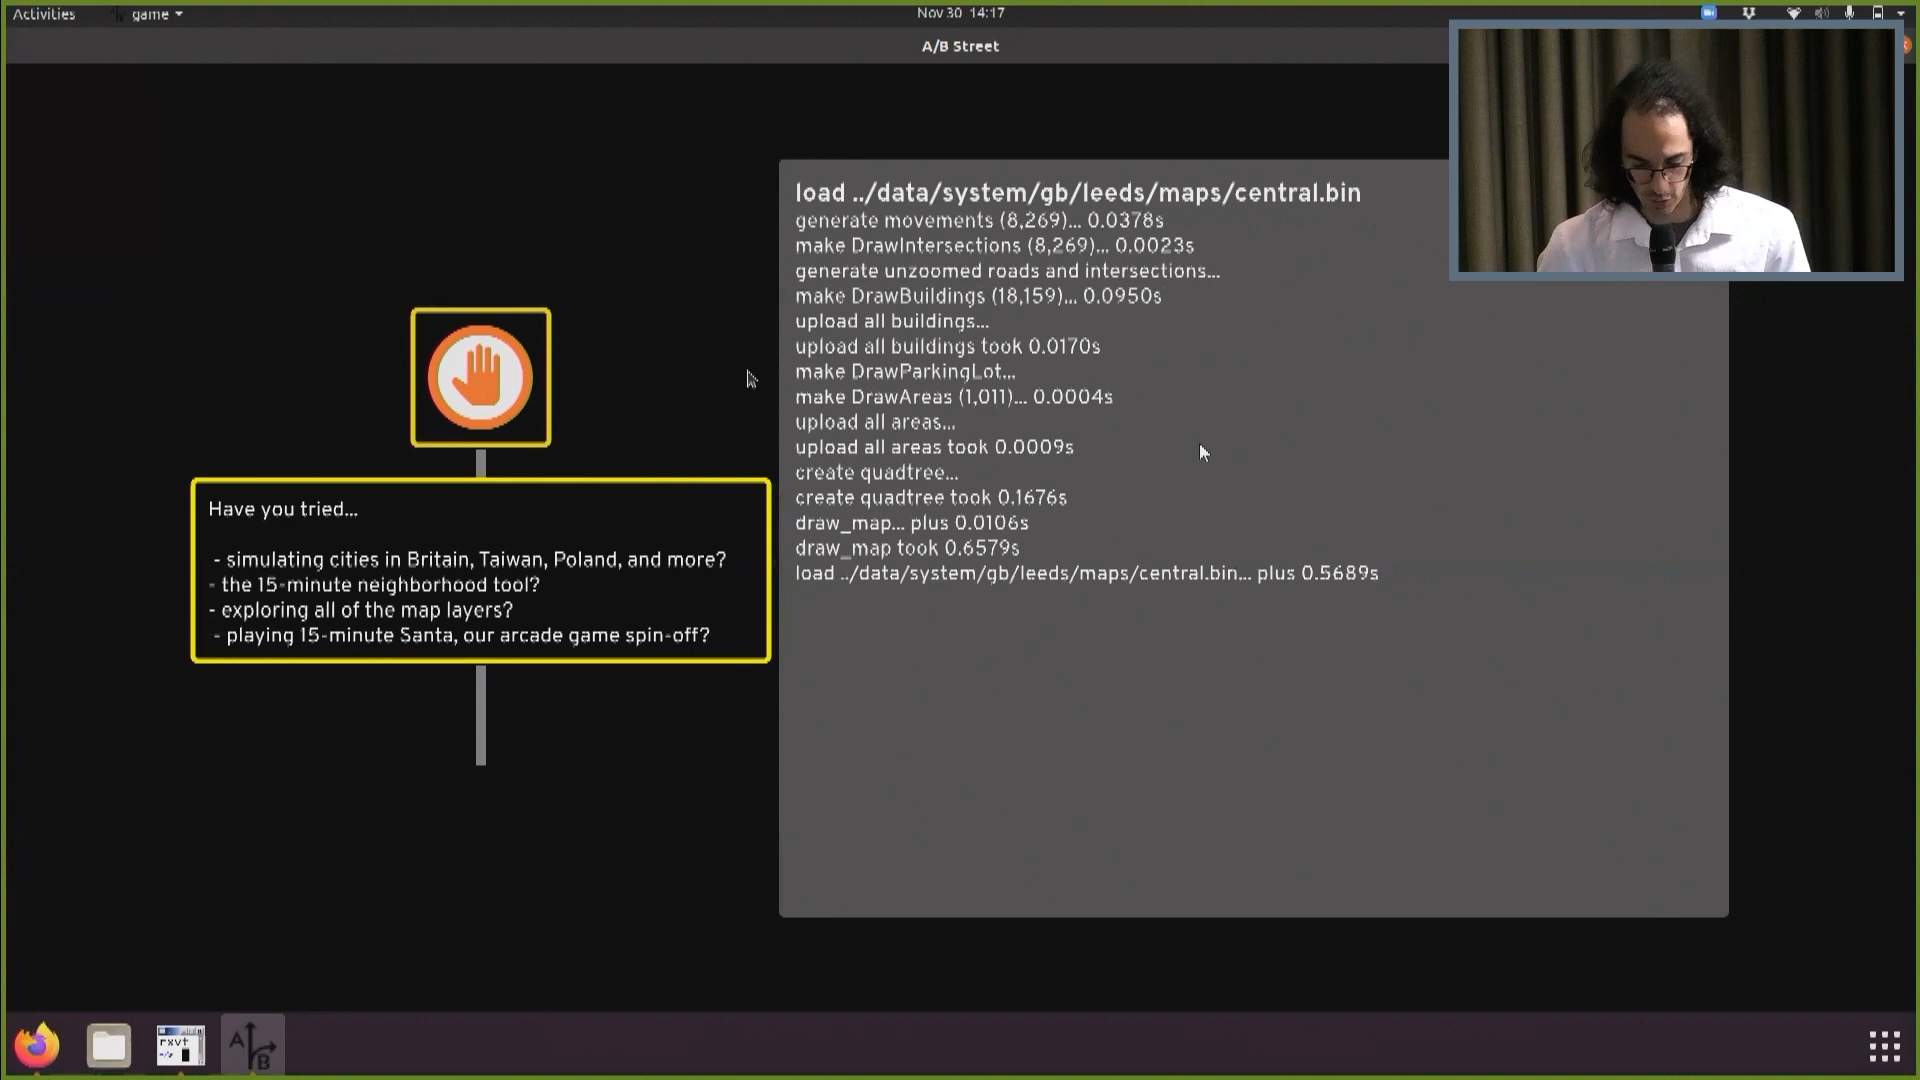 Activities
game
Nov 30 14:17
A/B Street
load ../data/system/gb/leeds/maps/central.bin
generate movements (8,269)... 0.0378s
make DrawIntersections (8,269)... 0.0023s
generate unzoomed roads and intersections...
make DrawBuildings (18,159)... 0.0950s
upload all buildings...
upload all buildings took 0.0170s
make DrawParkingLot...
make DrawAreas (1,011)... 0.0004s
upload all areas...
upload all areas took 0.0009s
create quadtree...
create quadtree took 0.1676s
draw_map... plus 0.0106s
draw_map took 0.6579s
load ../data/system/gb/leeds/maps/central.bin... plus 0.5689s
Have you tried...
- simulating cities in Britain, Taiwan, Poland, and more?
- the 15-minute neighborhood tool?
- exploring all of the map layers?
- playing 15-minute Santa, our arcade game spin-off?
rxvt
A B